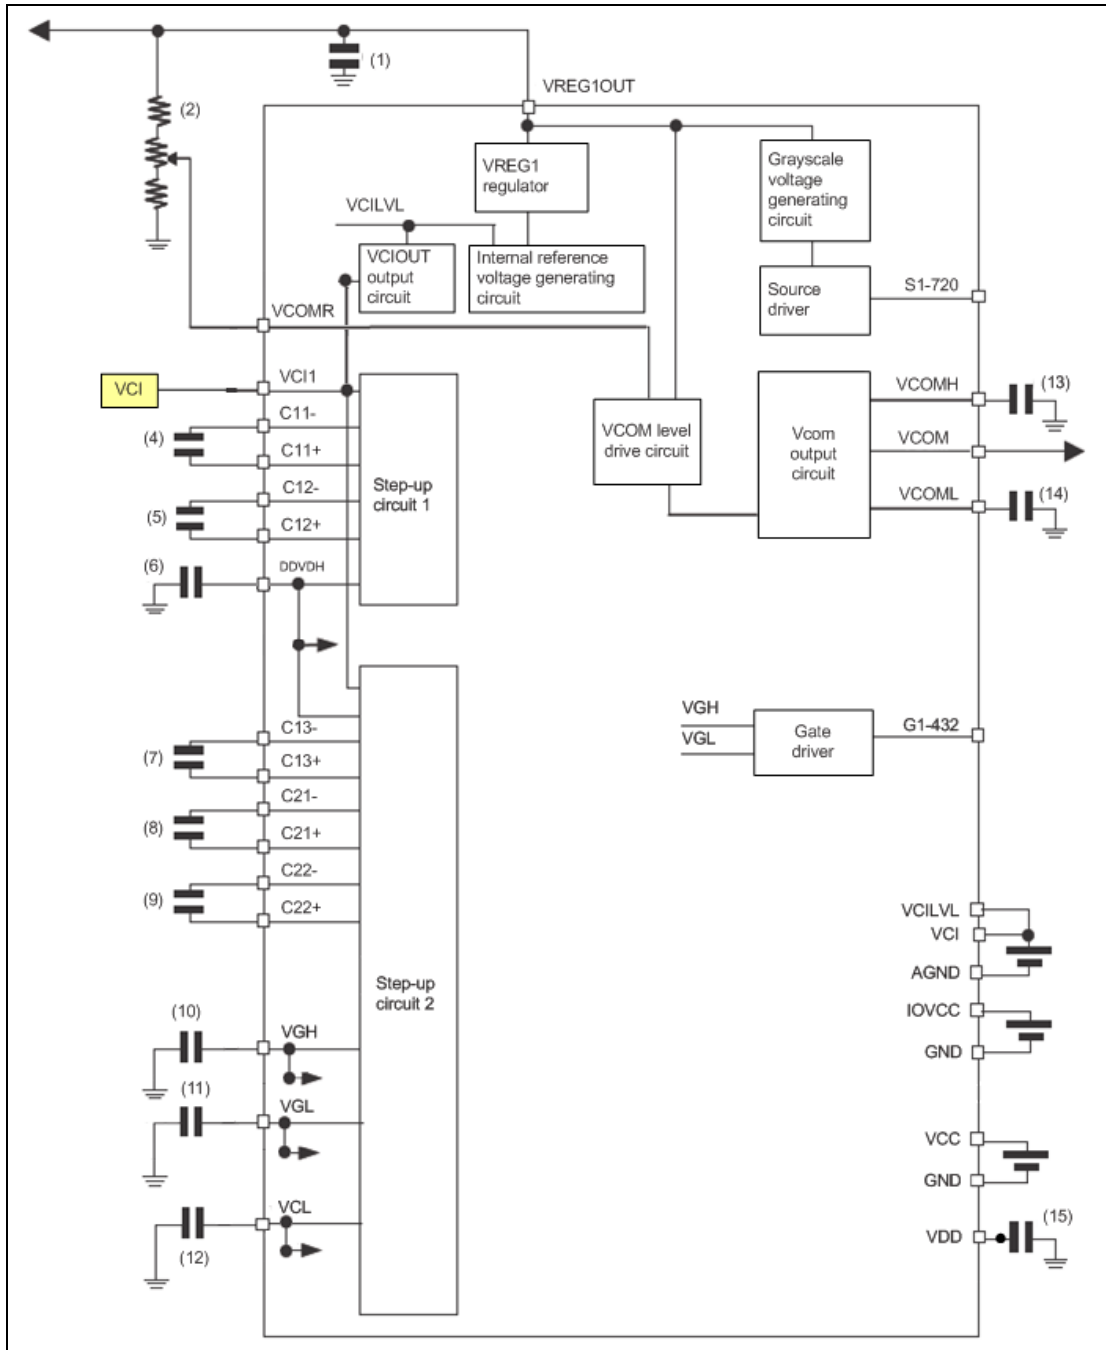 (1)
VREG1OUT
(2)
VREG1
regulator
Grayscale
voltage
generating
circuit
VCILVL
VCIOUT
output
circuit
Internal reference
voltage generating
circuit
Source
driver
S1-720
VCOMR
VCI
VCI1
C11-
(4)
C11+
C12-
(5)
C12+
(6)
DDVDH
Step-up
circuit 1
VCOM level
drive circuit
Vcom
output
circuit
VCOMH
(13)
VCOM
VCOML
(14)
C13-
(7)
C13+
C21-
(8)
C21+
C22-
(9)
C22+
VGH
VGL
Gate
driver
G1-432
Step-up
circuit 2
VCILVL
VCI
AGND
IOVCC
GND
(10)
VGH
(11)
VGL
VCL
(12)
VCC
GND
VDD
(15)